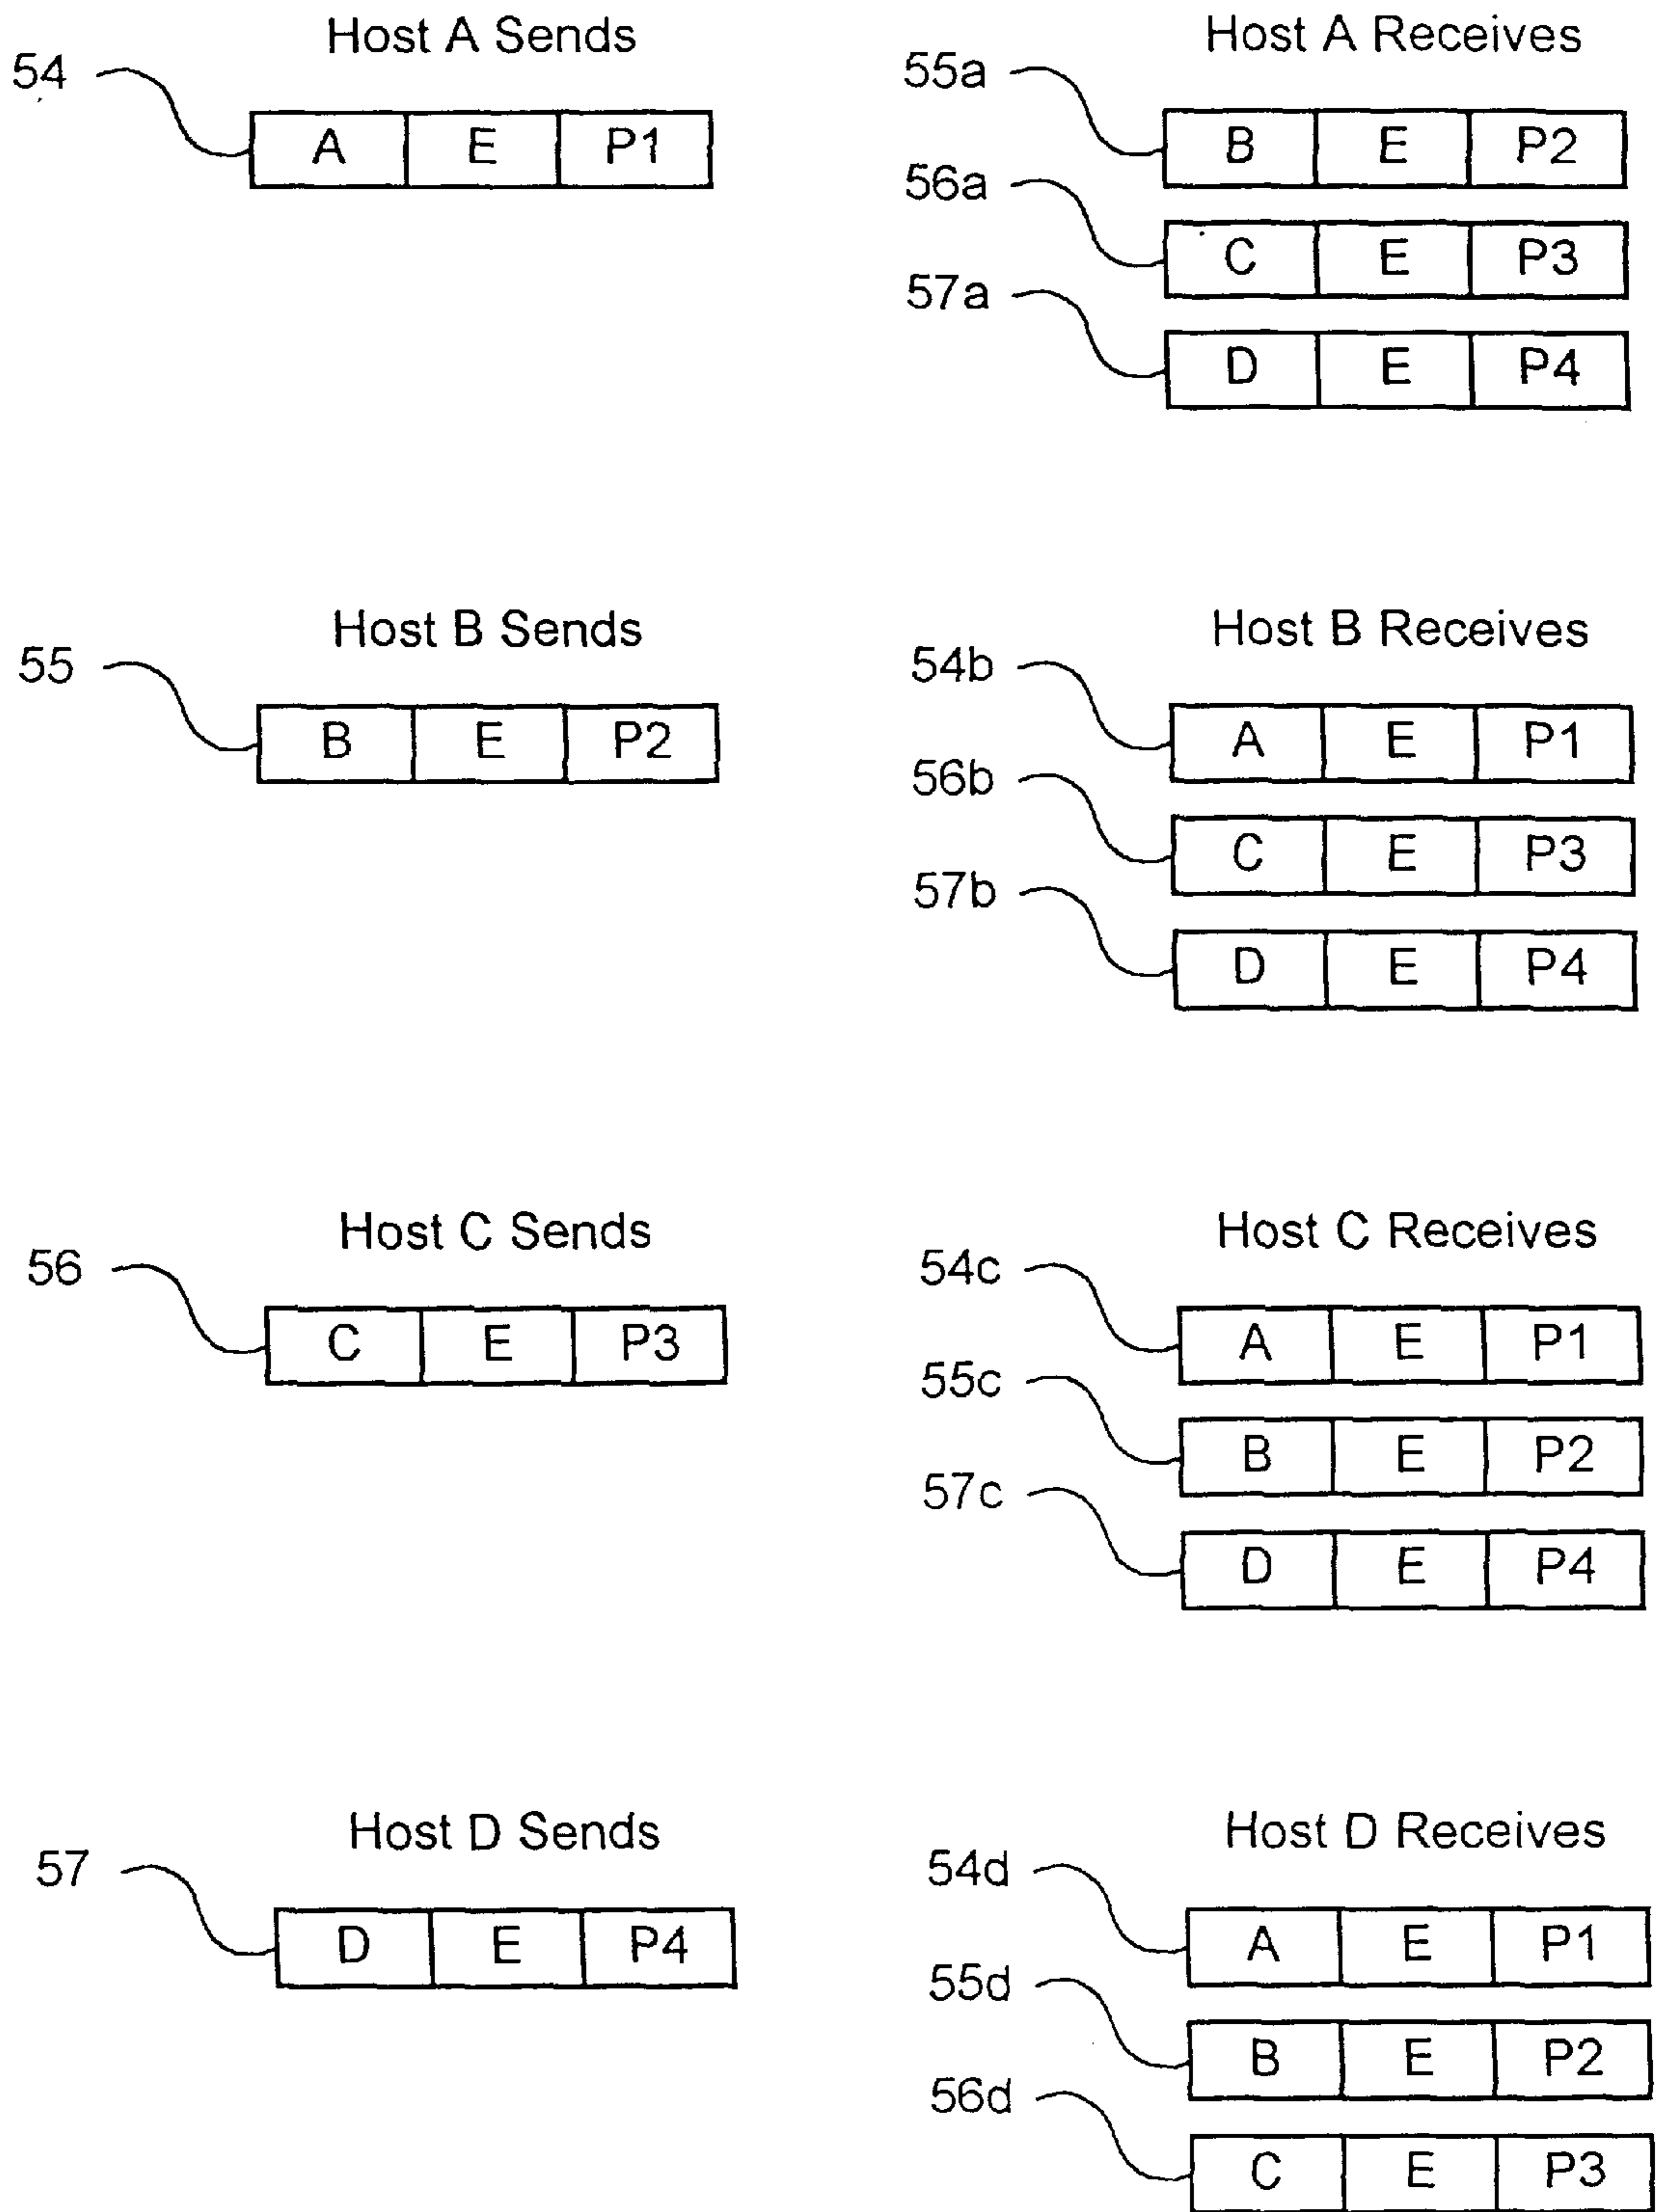 Host A Sends
54
A E P1
Host A Receives
55a
B E P2
56a
C E P3
57a
D E P4
Host B Sends
55
B E P2
Host B Receives
54b
A E P1
56b
C E P3
57b
D E P4
Host C Sends
56
C E P3
Host C Receives
54c
A E P1
55c
B E P2
57c
D E P4
Host D Sends
57
D E P4
Host D Receives
54d
A E P1
55d
B E P2
56d
C E P3